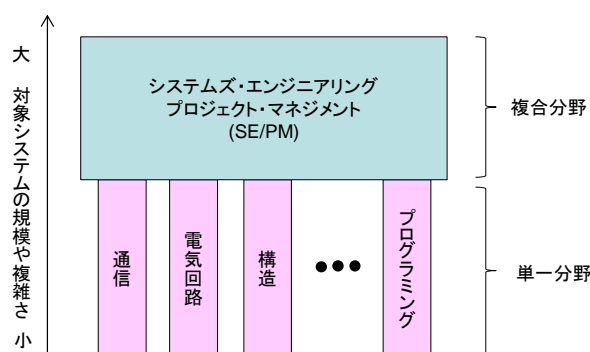 大 対象システムの規模や複雑さ 小
システムズ・エンジニアリング
プロジェクト・マネジメント
(SE/PM)
複合分野
通信
電気回路
構造
●●●
プログラミング
単一分野